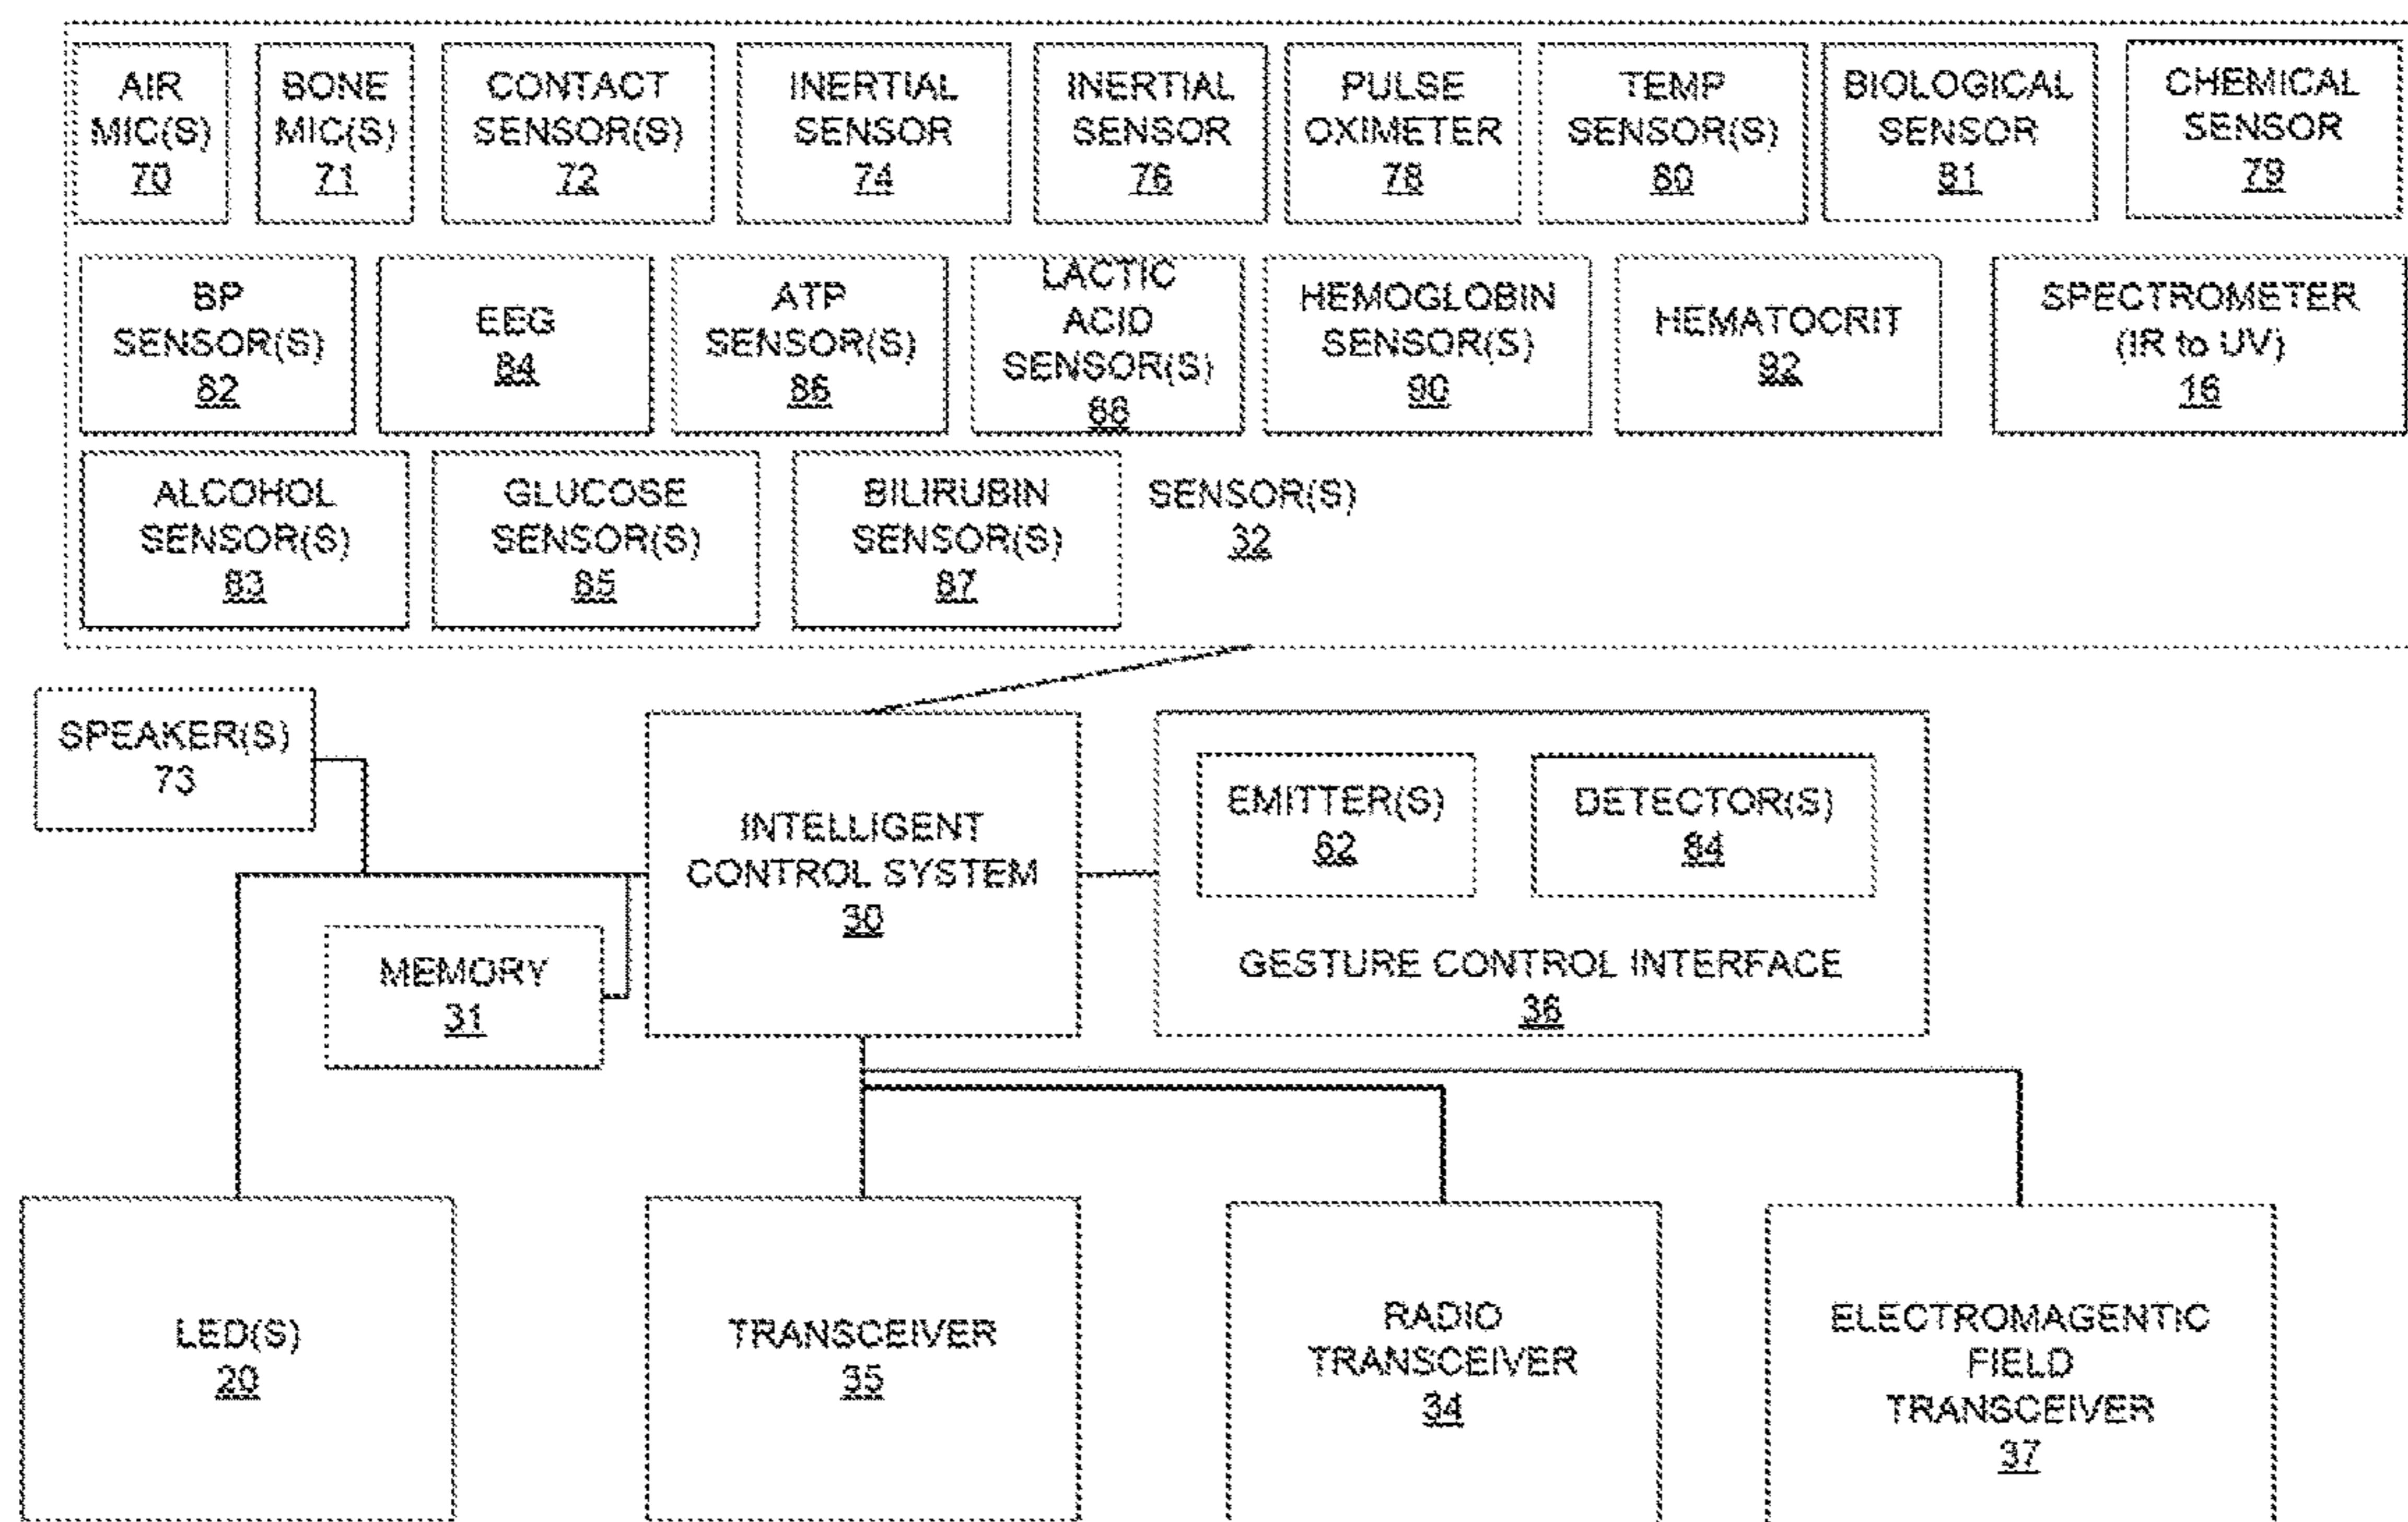 AIR
MIC(S)
70
BONE
MIC(S)
71
CONTACT
SENSOR(S)
72
INERTIAL
SENSOR
74
INERTIAL
SENSOR
76
PULSE
OXIMETER
78
TEMP
SENSOR(S)
80
BIOLOGICAL
SENSOR
81
CHEMICAL
SENSOR
79
BP
SENSOR(S)
82
EEG
84
ATP
SENSOR(S)
86
LACTIC
ACID
SENSOR(S)
88
HEMOGLOBIN
SENSOR(S)
90
HEMATOCRIT
92
SPECTROMETER
(IR to UV)
16
ALCOHOL
SENSOR(S)
83
GLUCOSE
SENSOR(S)
85
BILIRUBIN
SENSOR(S)
87
SENSOR(S)
32
SPEAKER(S)
73
INTELLIGENT
CONTROL SYSTEM
30
EMITTER(S)
82
DETECTOR(S)
84
GESTURE CONTROL INTERFACE
36
MEMORY
31
LED(S)
20
TRANSCEIVER
35
RADIO
TRANSCEIVER
34
ELECTROMAGENTIC
FIELD
TRANSCEIVER
37